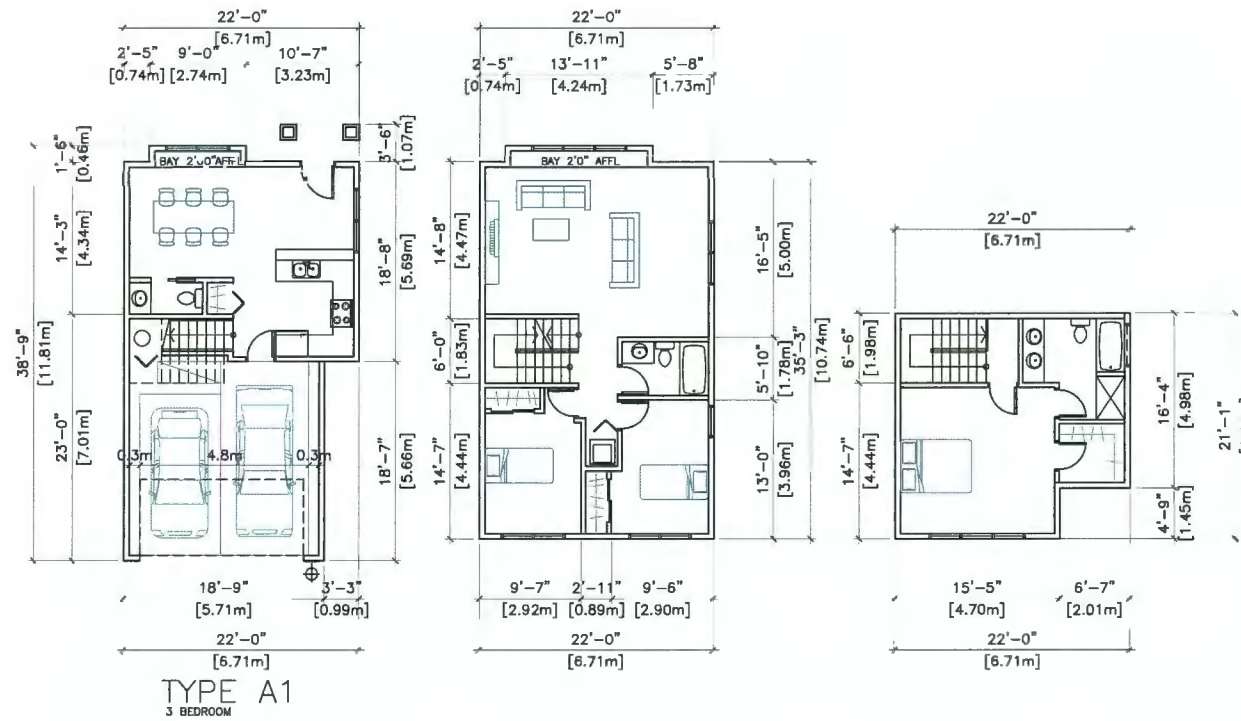 22'-0"
[6.71m]
2'-5" 9'-0" 10'-7"
[0.74m] [2.74m] [3.23m]
1'-6"
[0.46m]
3'-6"
[1.07m]
BAY 2'0" AFFL
14'-3"
[4.34m]
18'-8"
[5.69m]
38'-9"
[11.81m]
23'-0"
[7.01m]
18'-7"
[5.66m]
0.3m 4.8m 0.3m
18'-9" 3'-3"
[5.71m] [0.99m]
22'-0"
[6.71m]
TYPE A1
3 BEDROOM
22'-0"
[6.71m]
2'-5" 13'-11" 5'-8"
[0.74m] [4.24m] [1.73m]
BAY 2'0" AFFL
14'-8"
[4.47m]
16'-5"
[5.00m]
6'-0"
[1.83m]
5'-10"
[1.78m]
35'-3"
[10.74m]
14'-7"
[4.44m]
13'-0"
[3.96m]
9'-7" 2'-11" 9'-6"
[2.92m] [0.89m] [2.90m]
22'-0"
[6.71m]
22'-0"
[6.71m]
6'-6"
[1.98m]
16'-4"
[4.98m]
21'-1"
14'-7"
[4.44m]
4'-9"
[1.45m]
15'-5" 6'-7"
[4.70m] [2.01m]
22'-0"
[6.71m]